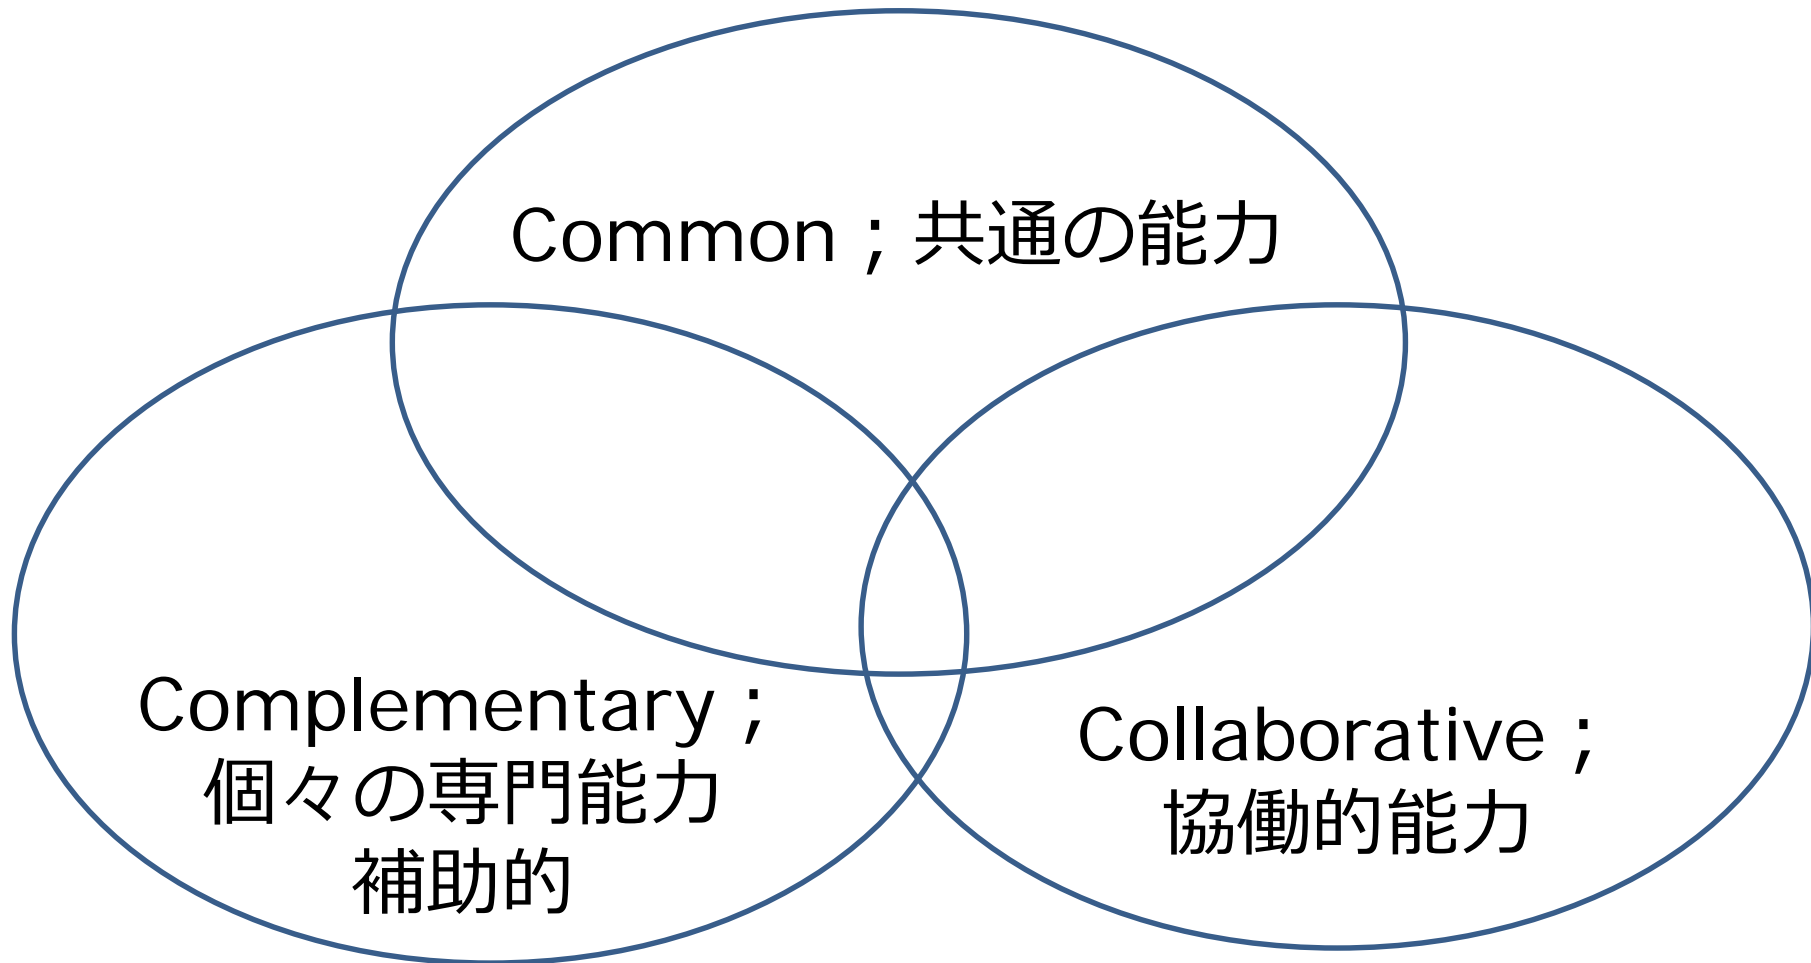 Common；共通の能力
Complementary；
個々の専門能力
補助的
Collaborative；
協働的能力